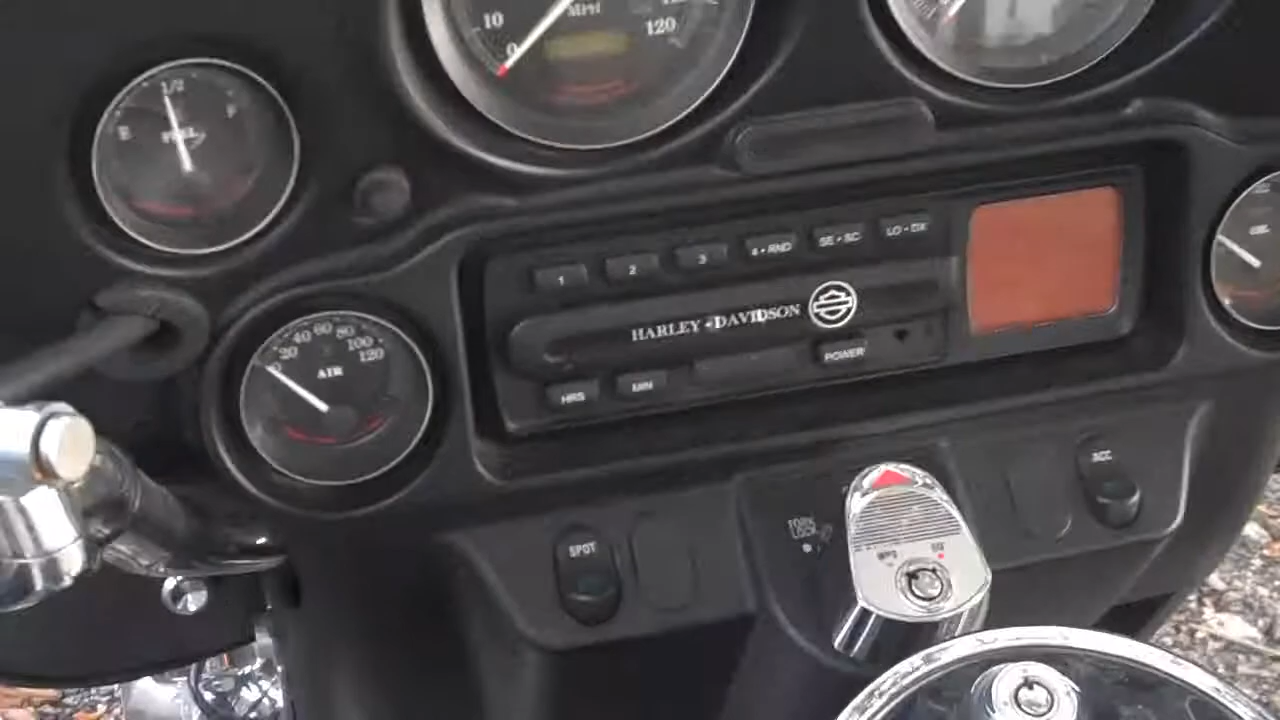 10
0
MPH
120
1/2
E
F
FUEL
1
2
3
4 • RND
SE • SC
LO • DX
HARLEY-DAVIDSON
POWER
HRS
MIN
0 20 40 60 80 100 120
AIR
SPOT
FORK LOCK
ACC